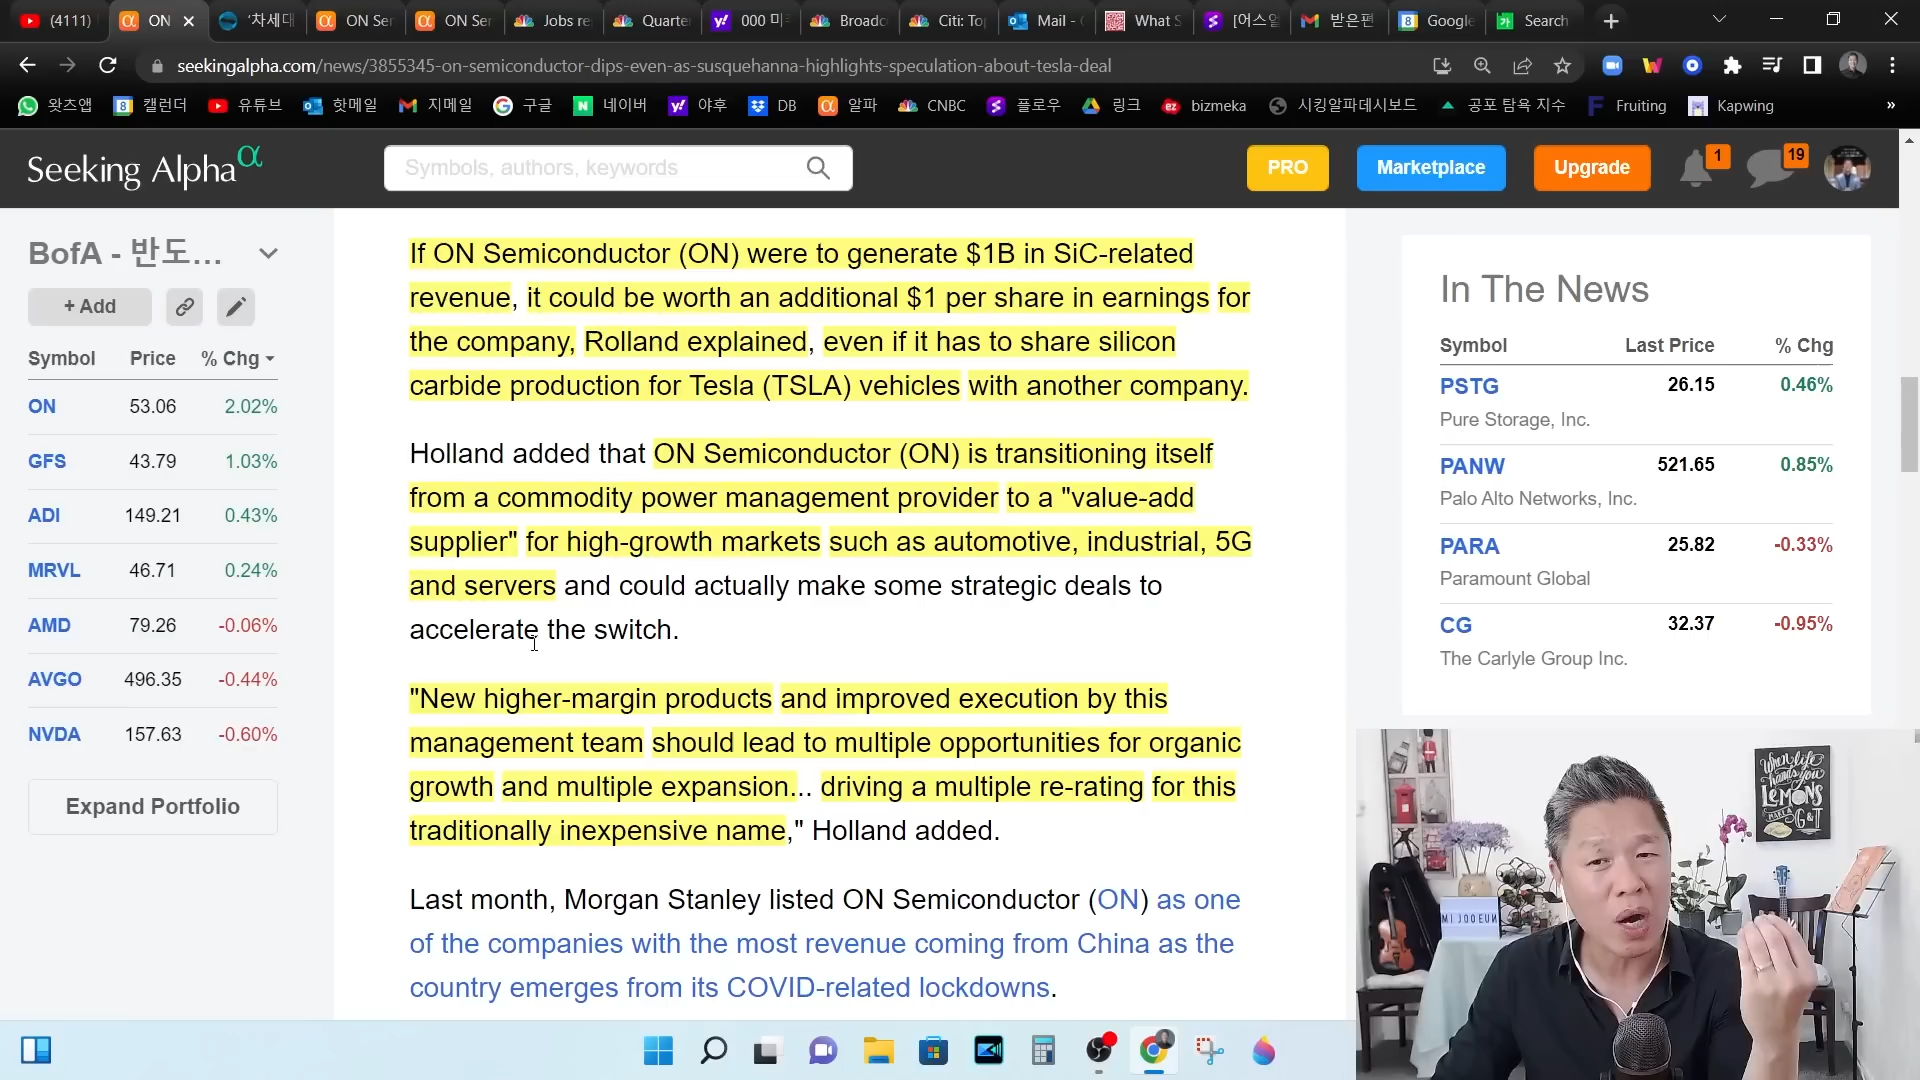 (4111)
ON
'차세대
ON Ser
ON Ser
Jobs re
Quarte
000 미
Broadc
Citi: To
Mail -
What S
[어스얼
받은편
Google
Search
seekingalpha.com/news/3855345-on-semiconductor-dips-even-as-susquehanna-highlights-speculation-about-tesla-deal
왓즈앱
캘린더
유튜브
핫메일
지메일
구글
네이버
야후
DB
알파
CNBC
플로우
링크
bizmeka
시킹알파데시보드
공포 탐욕 지수
Fruiting
Kapwing
»
Seeking Alpha α
Symbols, authors, keywords
PRO
Marketplace
Upgrade
1
19
BofA - 반도...
+ Add
Symbol Price % Chg
ON 53.06 2.02%
GFS 43.79 1.03%
ADI 149.21 0.43%
MRVL 46.71 0.24%
AMD 79.26 -0.06%
AVGO 496.35 -0.44%
NVDA 157.63 -0.60%
Expand Portfolio
If ON Semiconductor (ON) were to generate $1B in SiC-related
revenue, it could be worth an additional $1 per share in earnings for
the company, Rolland explained, even if it has to share silicon
carbide production for Tesla (TSLA) vehicles with another company.
Holland added that ON Semiconductor (ON) is transitioning itself
from a commodity power management provider to a "value-add
supplier" for high-growth markets such as automotive, industrial, 5G
and servers and could actually make some strategic deals to
accelerate the switch.
"New higher-margin products and improved execution by this
management team should lead to multiple opportunities for organic
growth and multiple expansion... driving a multiple re-rating for this
traditionally inexpensive name," Holland added.
Last month, Morgan Stanley listed ON Semiconductor (ON) as one
of the companies with the most revenue coming from China as the
country emerges from its COVID-related lockdowns.
In The News
Symbol Last Price % Chg
PSTG 26.15 0.46%
Pure Storage, Inc.
PANW 521.65 0.85%
Palo Alto Networks, Inc.
PARA 25.82 -0.33%
Paramount Global
CG 32.37 -0.95%
The Carlyle Group Inc.
When life
hands you
LEMONS
MAKE A
G&T
MI JOO EUN